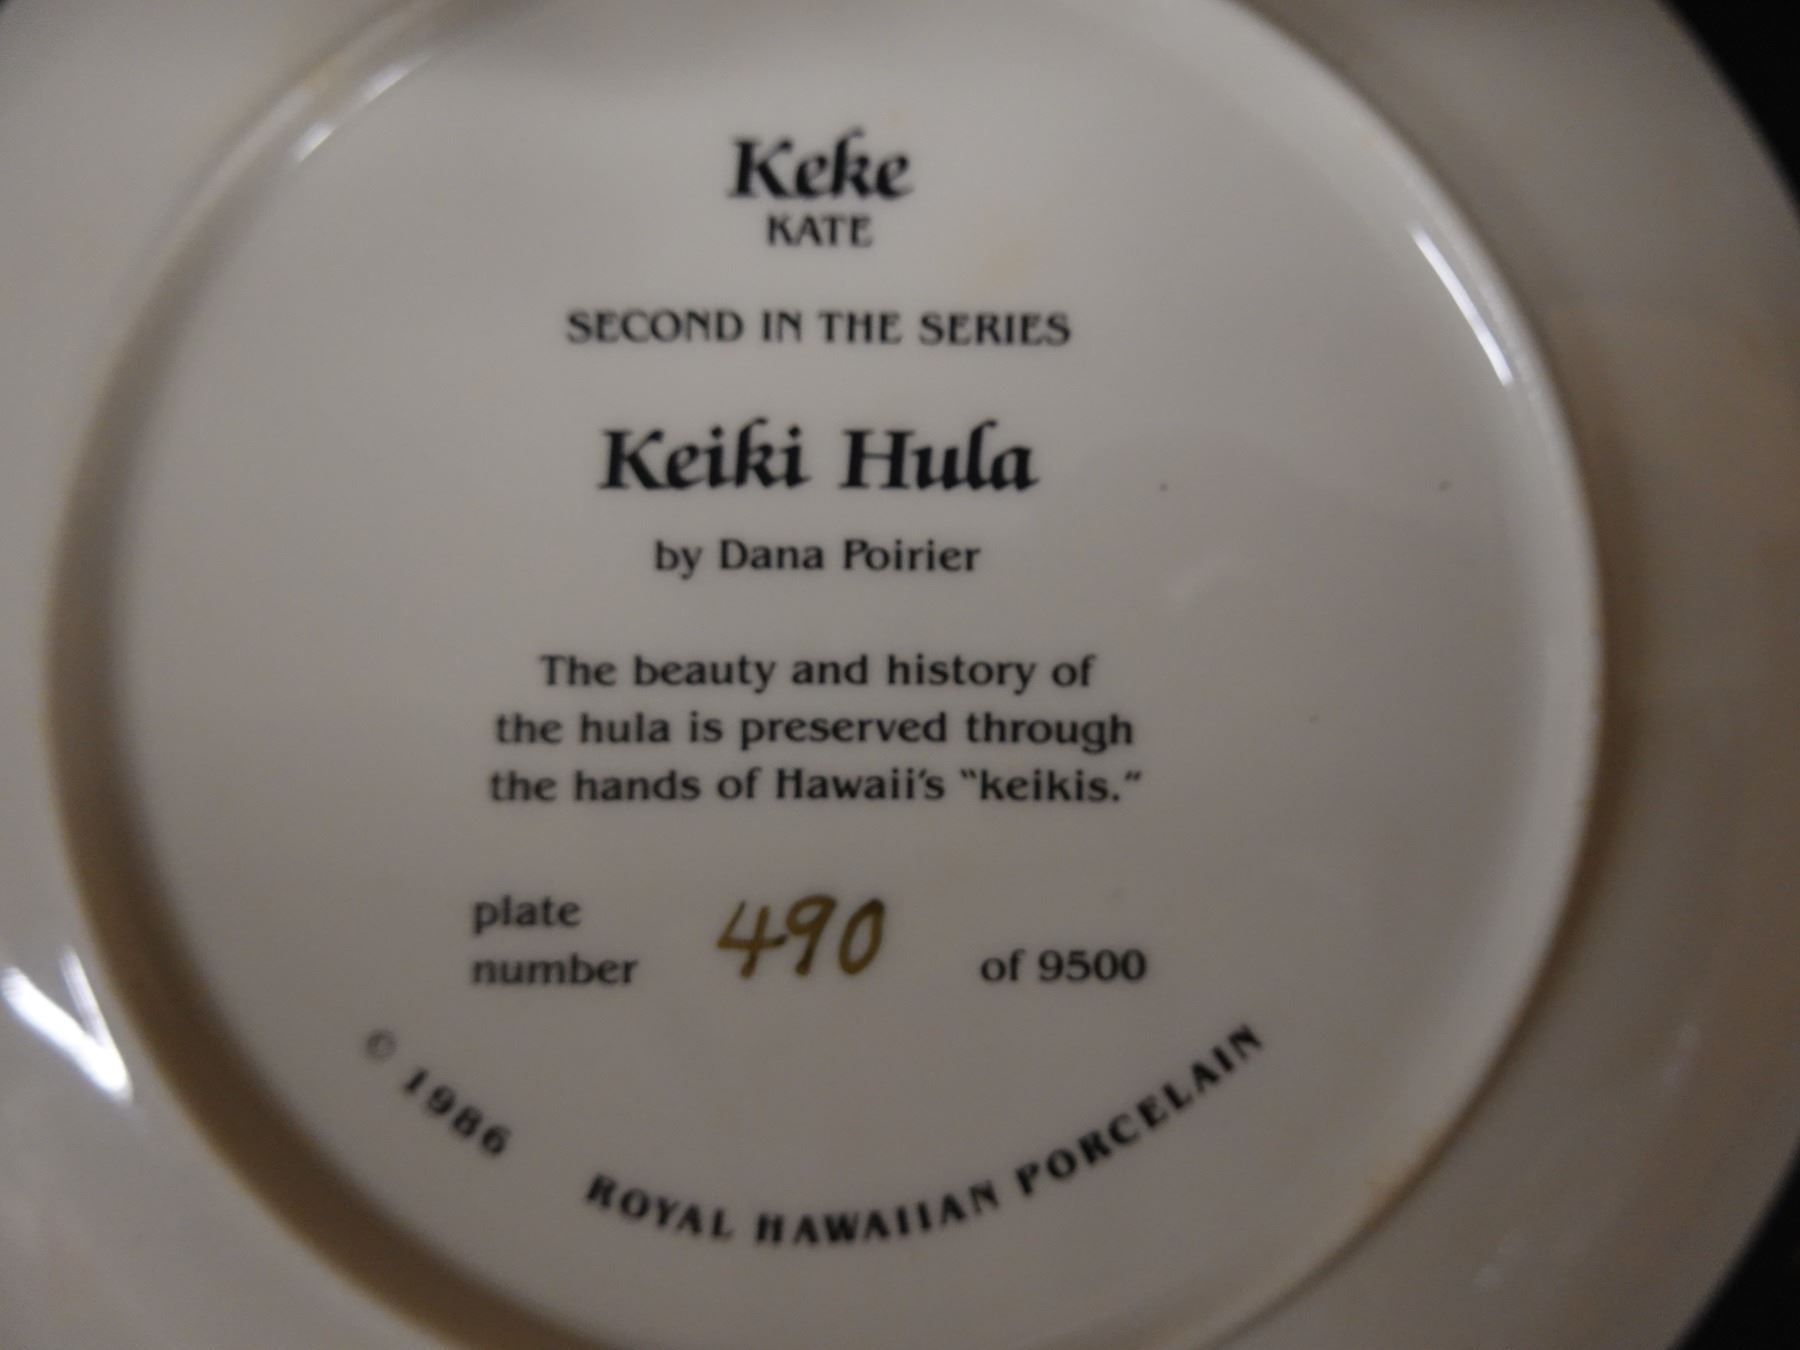 Keke
KATE
SECOND IN THE SERIES
Keiki Hula
by Dana Poirier
The beauty and history of
the hula is preserved through
the hands of Hawaii's "keikis."
plate
number 490 of 9500
© 1986 ROYAL HAWAIIAN PORCELAIN